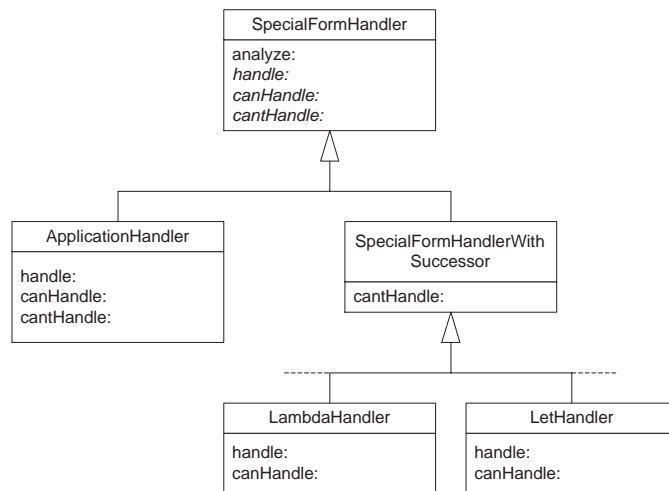 SpecialFormHandler
analyze:
handle:
canHandle:
cantHandle:
ApplicationHandler
handle:
canHandle:
cantHandle:
SpecialFormHandlerWith
Successor
cantHandle:
LambdaHandler
handle:
canHandle:
LetHandler
handle:
canHandle: